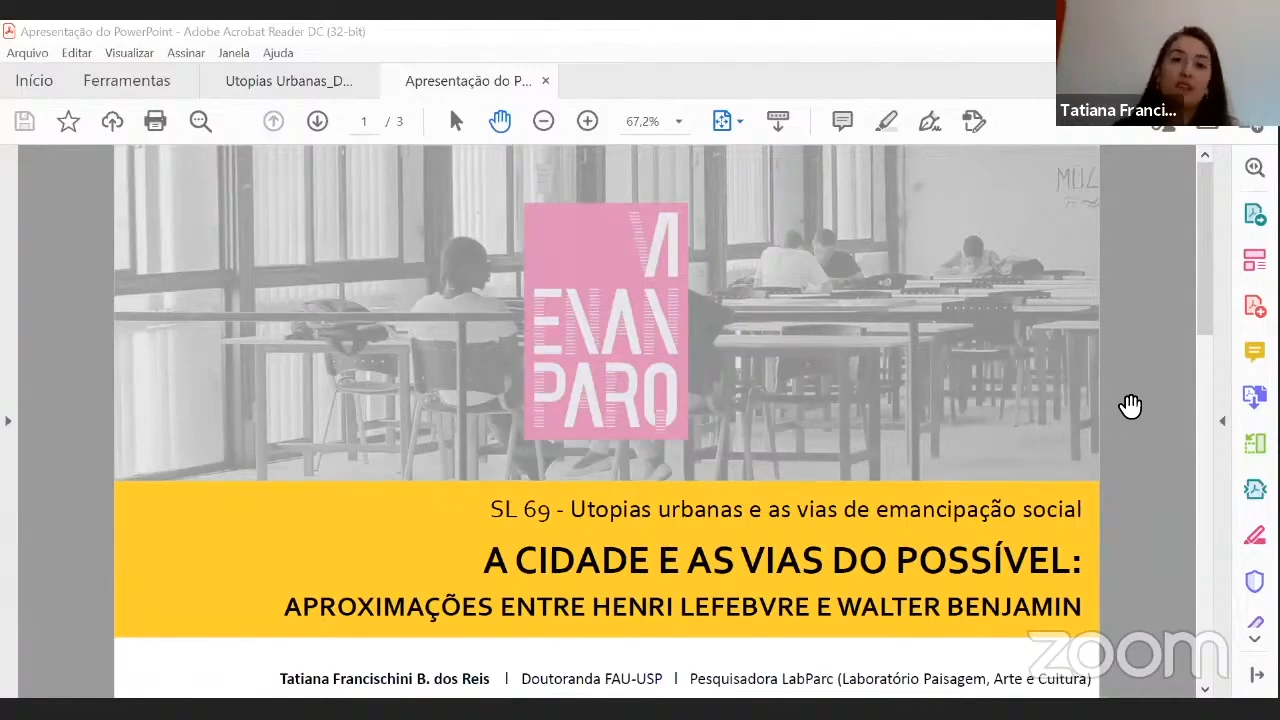 Apresentação do PowerPoint - Adobe Acrobat Reader DC (32-bit)
Arquivo Editar Visualizar Assinar Janela Ajuda
Início Ferramentas Utopias Urbanas_D... Apresentação do P... ×
1 / 3 67,2%
Tatiana Franci...
MUZ
VI
ENAN
PARQ
SL 69 - Utopias urbanas e as vias de emancipação social
A CIDADE E AS VIAS DO POSSÍVEL:
APROXIMAÇÕES ENTRE HENRI LEFEBVRE E WALTER BENJAMIN
Tatiana Francischini B. dos Reis | Doutoranda FAU-USP | Pesquisadora LabParc (Laboratório Paisagem, Arte e Cultura)
zoom